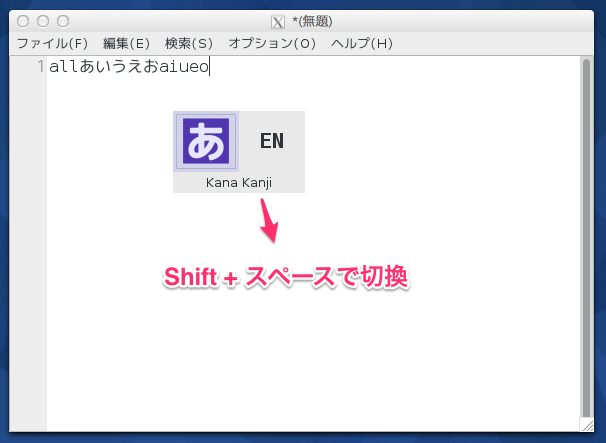 *(無題)
ファイル(F) 編集(E) 検索(S) オプション(O) ヘルプ(H)
1 allあいうえおaiueo
あ EN
Kana Kanji
Shift + スペースで切換